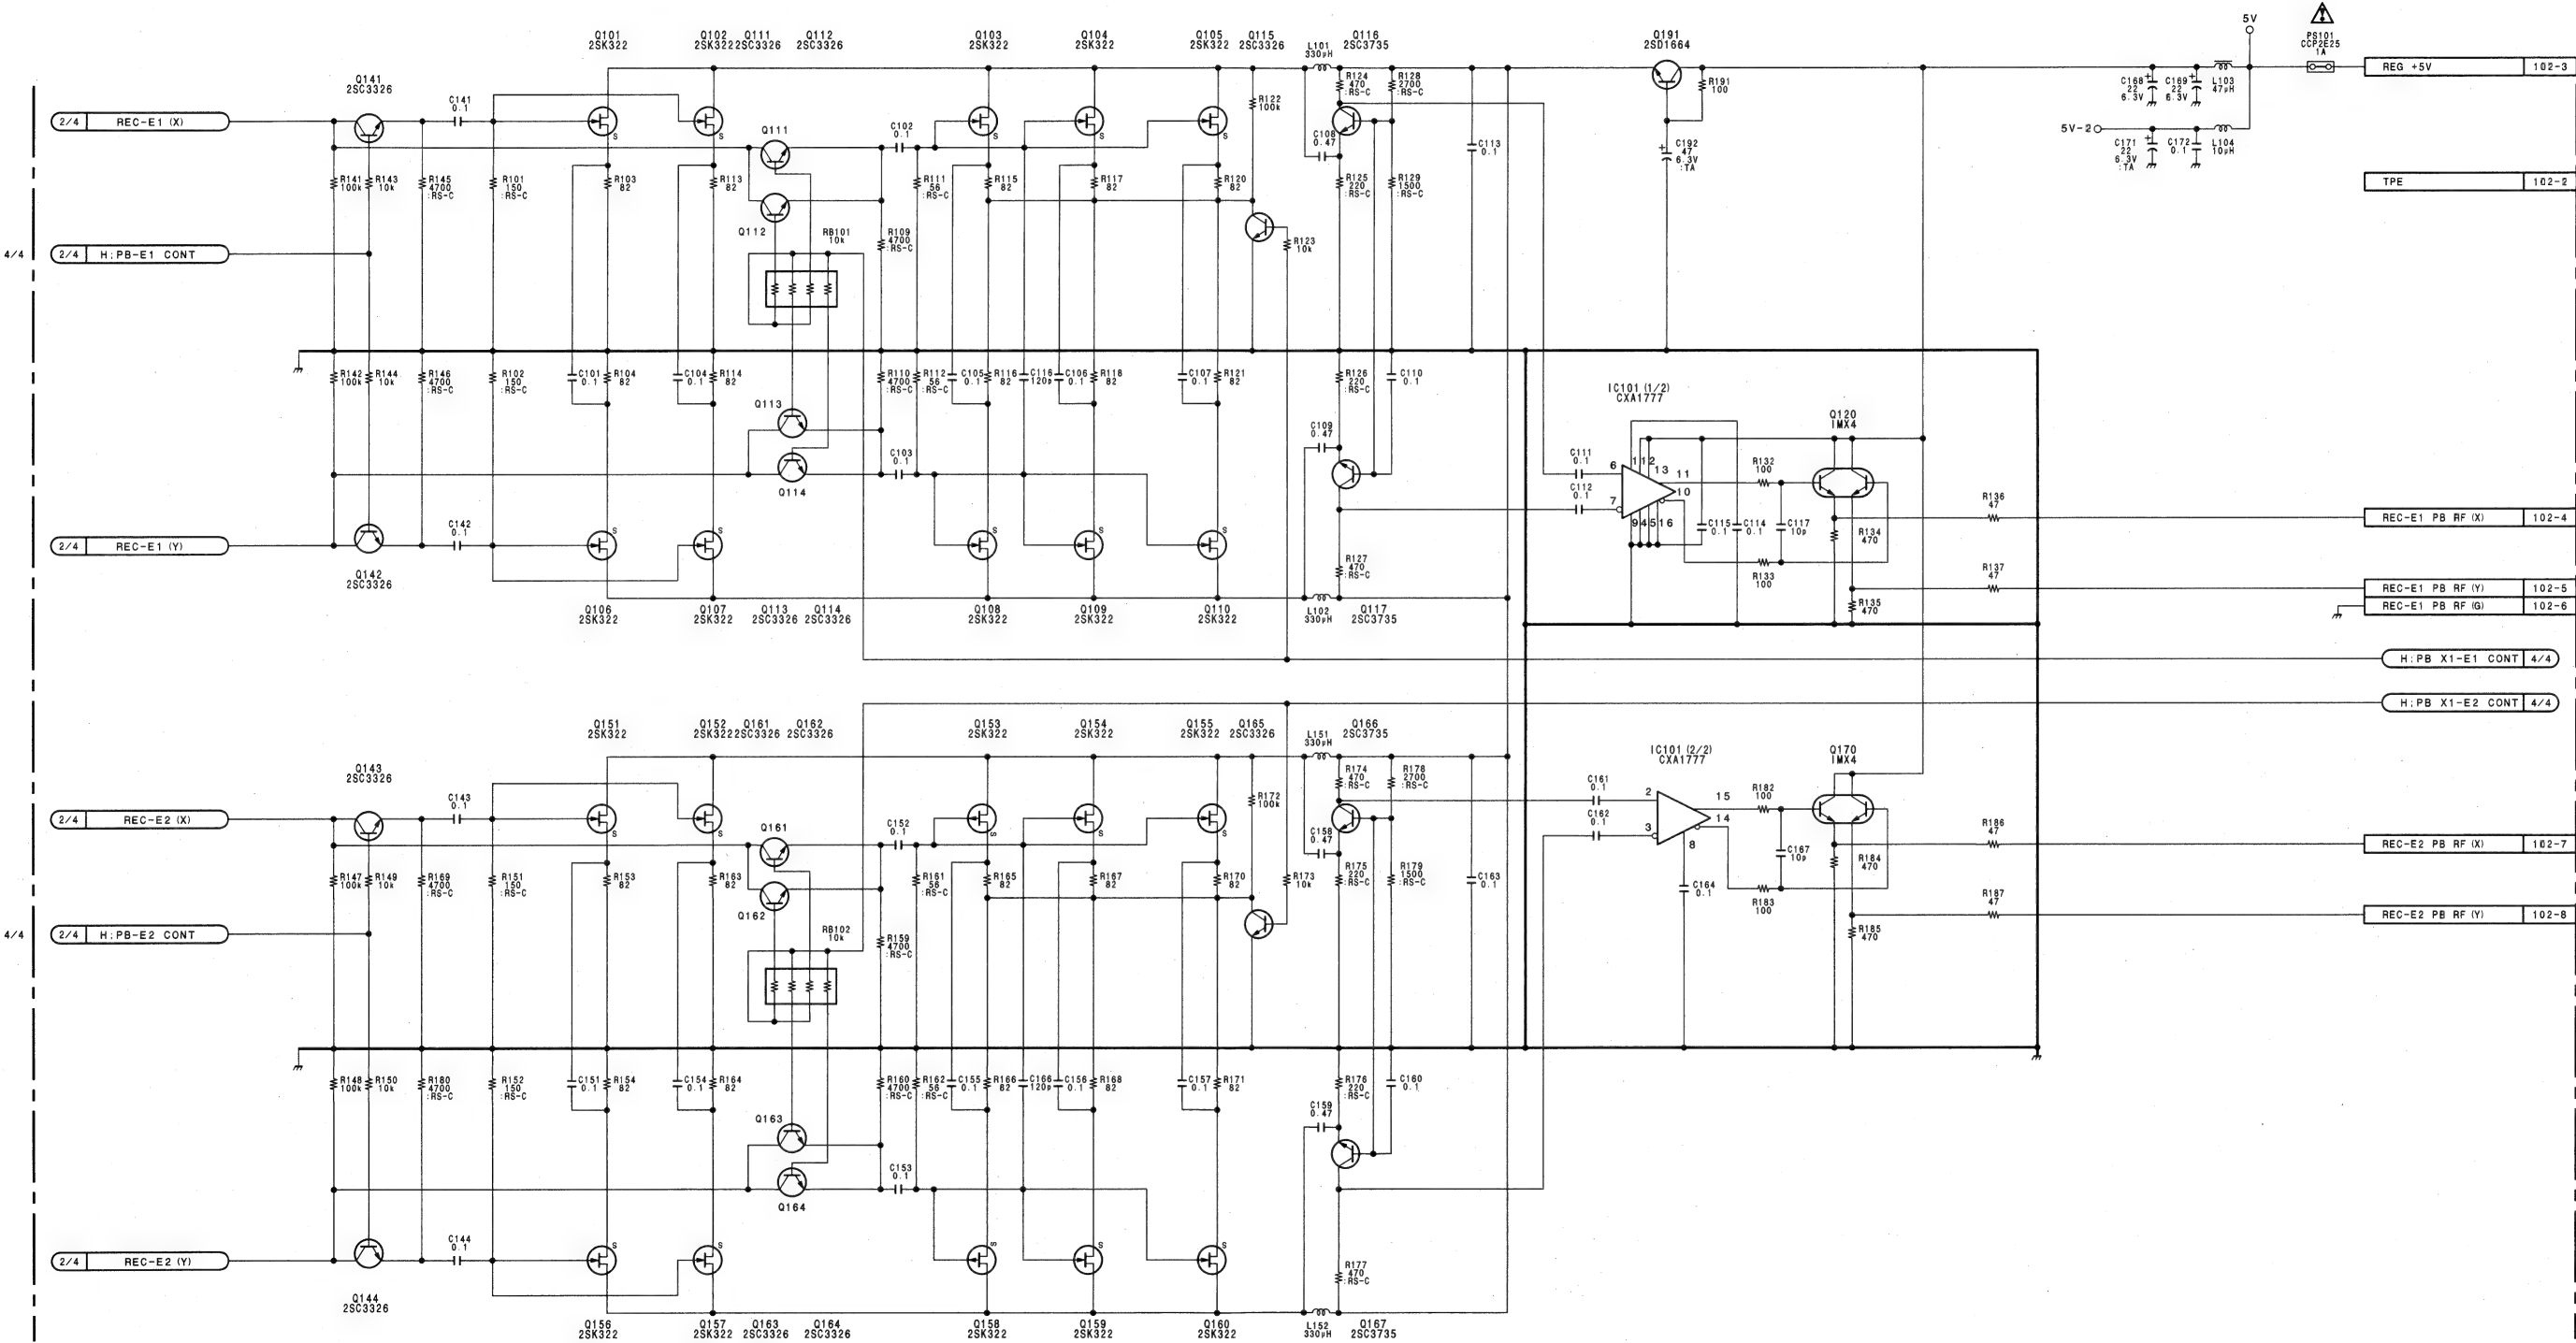 Q101
2SK322
Q102
2SK322
Q111
2SC3326
Q112
2SC3326
Q103
2SK322
Q104
2SK322
Q105
2SK322
Q115
2SC3326
L101
330µH
Q116
2SC3735
Q191
2SD1664
5V
PS101
CCP2E25
1A
REG +5V 102-3
Q141
2SC3326
R124
470
:RS-C
R128
2700
:RS-C
R191
100
C168
22
6.3V
C169
22
6.3V
L103
47µH
2/4 REC-E1 (X)
C141
0.1
S
S
Q111
C102
0.1
S
S
S
R122
100k
C108
0.47
C113
0.1
C192
47
6.3V
:TA
5V-2
C171
22
6.3V
:TA
C172
0.1
L104
10µH
TPE 102-2
R141
100k
R143
10k
R145
4700
:RS-C
R101
150
:RS-C
R103
82
R113
82
R111
56
:RS-C
R115
82
R117
82
R120
82
R125
220
:RS-C
R129
1500
:RS-C
Q112
RB101
10k
R109
4700
:RS-C
R123
10k
4/4
2/4 H:PB-E1 CONT
R142
100k
R144
10k
R146
4700
:RS-C
R102
150
:RS-C
C101
0.1
R104
82
C104
0.1
R114
82
R110
4700
:RS-C
R112
56
:RS-C
C105
0.1
R116
82
C116
120p
C106
0.1
R118
82
C107
0.1
R121
82
R126
220
:RS-C
C110
0.1
IC101 (1/2)
CXA1777
Q120
IMX4
Q113
Q114
C103
0.1
C109
0.47
C111
0.1
C112
0.1
6
7
1
12
13
11
10
9
4
5
16
R132
100
C115
0.1
C114
0.1
C117
10p
R133
100
R134
470
R135
470
R136
47
REC-E1 PB RF (X) 102-4
R137
47
REC-E1 PB RF (Y) 102-5
REC-E1 PB RF (G) 102-6
2/4 REC-E1 (Y)
C142
0.1
S
S
S
S
S
R127
470
:RS-C
Q142
2SC3326
Q106
2SK322
Q107
2SK322
Q113
2SC3326
Q114
2SC3326
Q108
2SK322
Q109
2SK322
Q110
2SK322
L102
330µH
Q117
2SC3735
H:PB X1-E1 CONT 4/4
H:PB X1-E2 CONT 4/4
Q151
2SK322
Q152
2SK322
Q161
2SC3326
Q162
2SC3326
Q153
2SK322
Q154
2SK322
Q155
2SK322
Q165
2SC3326
L151
330µH
Q166
2SC3735
IC101 (2/2)
CXA1777
Q170
IMX4
Q143
2SC3326
R174
470
:RS-C
R178
2700
:RS-C
2/4 REC-E2 (X)
C143
0.1
S
S
Q161
C152
0.1
S
S
S
R172
100k
C158
0.47
C161
0.1
C162
0.1
2
3
15
14
8
R182
100
C167
10p
R183
100
R184
470
R185
470
R186
47
REC-E2 PB RF (X) 102-7
R187
47
REC-E2 PB RF (Y) 102-8
R147
100k
R149
10k
R169
4700
:RS-C
R151
150
:RS-C
R153
82
R163
82
R161
56
:RS-C
R165
82
R167
82
R170
82
R173
10k
R175
220
:RS-C
R179
1500
:RS-C
C163
0.1
C164
0.1
Q162
RB102
10k
R159
4700
:RS-C
4/4
2/4 H:PB-E2 CONT
R148
100k
R150
10k
R180
4700
:RS-C
R152
150
:RS-C
C151
0.1
R154
82
C154
0.1
R164
82
R160
4700
:RS-C
R162
56
:RS-C
C155
0.1
R166
82
C166
120p
C156
0.1
R168
82
C157
0.1
R171
82
R176
220
:RS-C
C160
0.1
Q163
Q164
C153
0.1
C159
0.47
2/4 REC-E2 (Y)
C144
0.1
S
S
S
S
S
R177
470
:RS-C
Q144
2SC3326
Q156
2SK322
Q157
2SK322
Q163
2SC3326
Q164
2SC3326
Q158
2SK322
Q159
2SK322
Q160
2SK322
L152
330µH
Q167
2SC3735